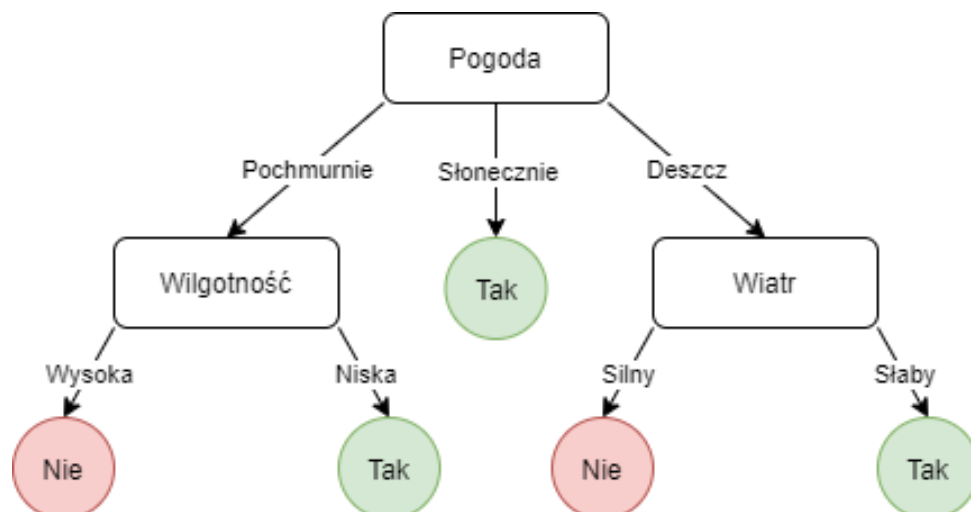 Pogoda
Pochmurnie
Słonecznie
Deszcz
Wilgotność
Tak
Wiatr
Wysoka
Niska
Silny
Słaby
Nie
Tak
Nie
Tak